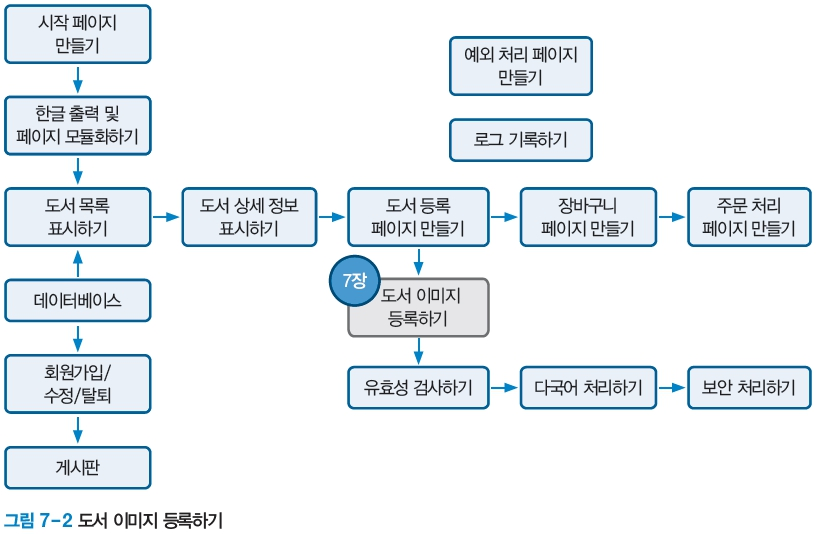 시작 페이지
만들기
예외 처리 페이지
만들기
한글 출력 및
페이지 모듈화하기
로그 기록하기
도서 목록
표시하기
도서 상세 정보
표시하기
도서 등록
페이지 만들기
장바구니
페이지 만들기
주문 처리
페이지 만들기
7장
데이터베이스
도서 이미지
등록하기
회원가입/
수정/탈퇴
유효성 검사하기
다국어 처리하기
보안 처리하기
게시판
그림 7-2 도서 이미지 등록하기